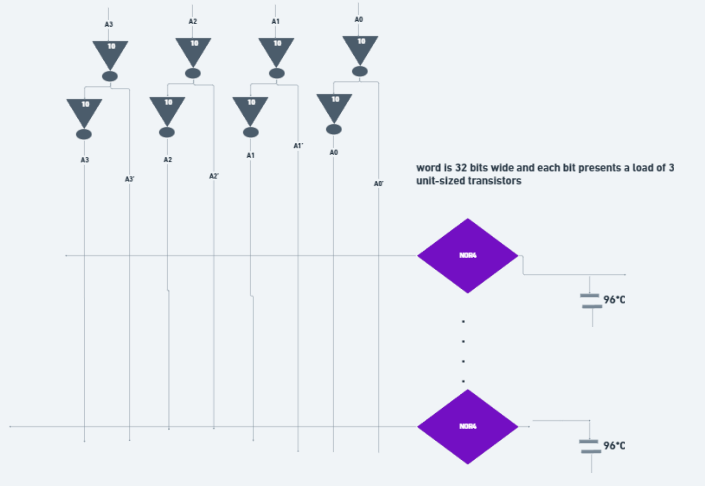 A3 A2 A1 A0
10 10 10 10
10 10 10 10
A3 A2 A1 A0
A3' A2' A1' A0'
word is 32 bits wide and each bit presents a load of 3
unit-sized transistors
NOR4
96*C
NOR4
96*C